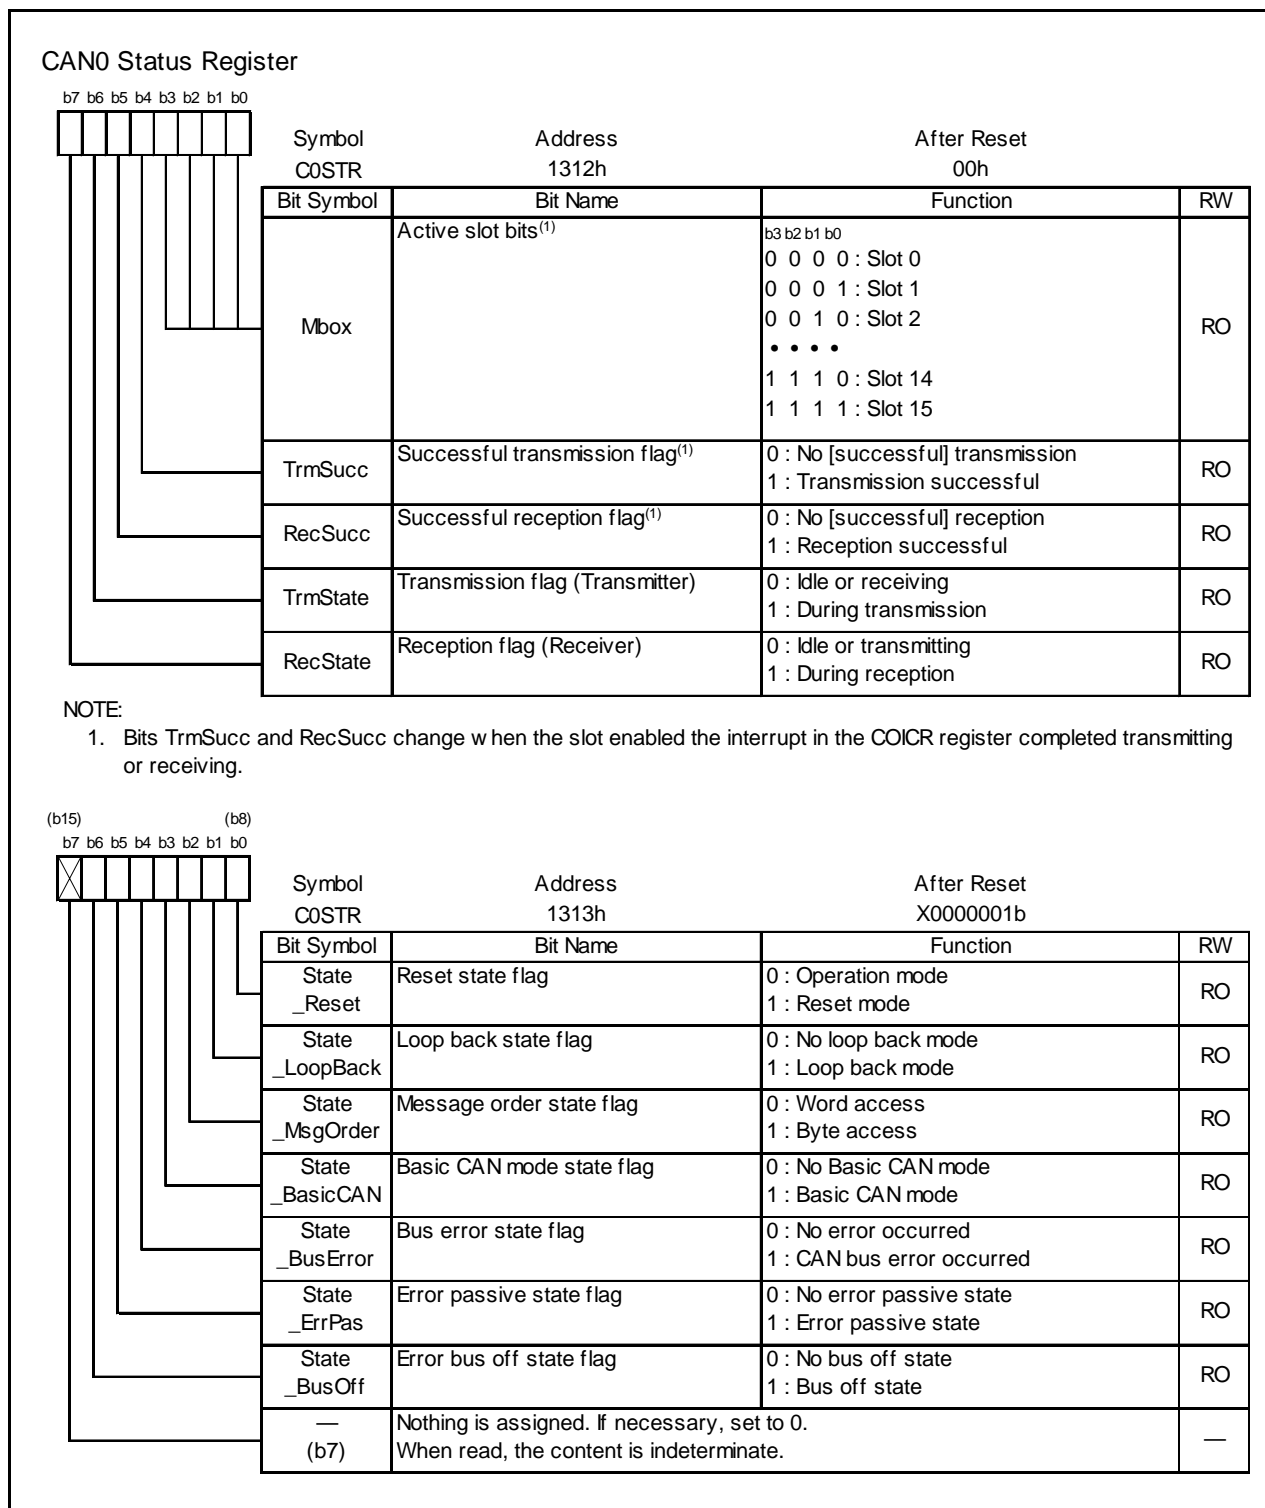 CAN0 Status Register
b7 b6 b5 b4 b3 b2 b1 b0
Symbol Address After Reset
C0STR 1312h 00h
Bit Symbol Bit Name Function RW
Mbox Active slot bits(1) b3 b2 b1 b0
0 0 0 0 : Slot 0
0 0 0 1 : Slot 1
0 0 1 0 : Slot 2
• • • •
1 1 1 0 : Slot 14
1 1 1 1 : Slot 15
RO
TrmSucc Successful transmission flag(1) 0 : No [successful] transmission
1 : Transmission successful
RO
RecSucc Successful reception flag(1) 0 : No [successful] reception
1 : Reception successful
RO
TrmState Transmission flag (Transmitter) 0 : Idle or receiving
1 : During transmission
RO
RecState Reception flag (Receiver) 0 : Idle or transmitting
1 : During reception
RO
NOTE:
1. Bits TrmSucc and RecSucc change when the slot enabled the interrupt in the C0ICR register completed transmitting
or receiving.
(b15) (b8)
b7 b6 b5 b4 b3 b2 b1 b0
Symbol Address After Reset
C0STR 1313h X0000001b
Bit Symbol Bit Name Function RW
State Reset state flag 0 : Operation mode
_Reset 1 : Reset mode
RO
State Loop back state flag 0 : No loop back mode
_LoopBack 1 : Loop back mode
RO
State Message order state flag 0 : Word access
_MsgOrder 1 : Byte access
RO
State Basic CAN mode state flag 0 : No Basic CAN mode
_BasicCAN 1 : Basic CAN mode
RO
State Bus error state flag 0 : No error occurred
_BusError 1 : CAN bus error occurred
RO
State Error passive state flag 0 : No error passive state
_ErrPas 1 : Error passive state
RO
State Error bus off state flag 0 : No bus off state
_BusOff 1 : Bus off state
RO
— Nothing is assigned. If necessary, set to 0.
(b7) When read, the content is indeterminate.
—